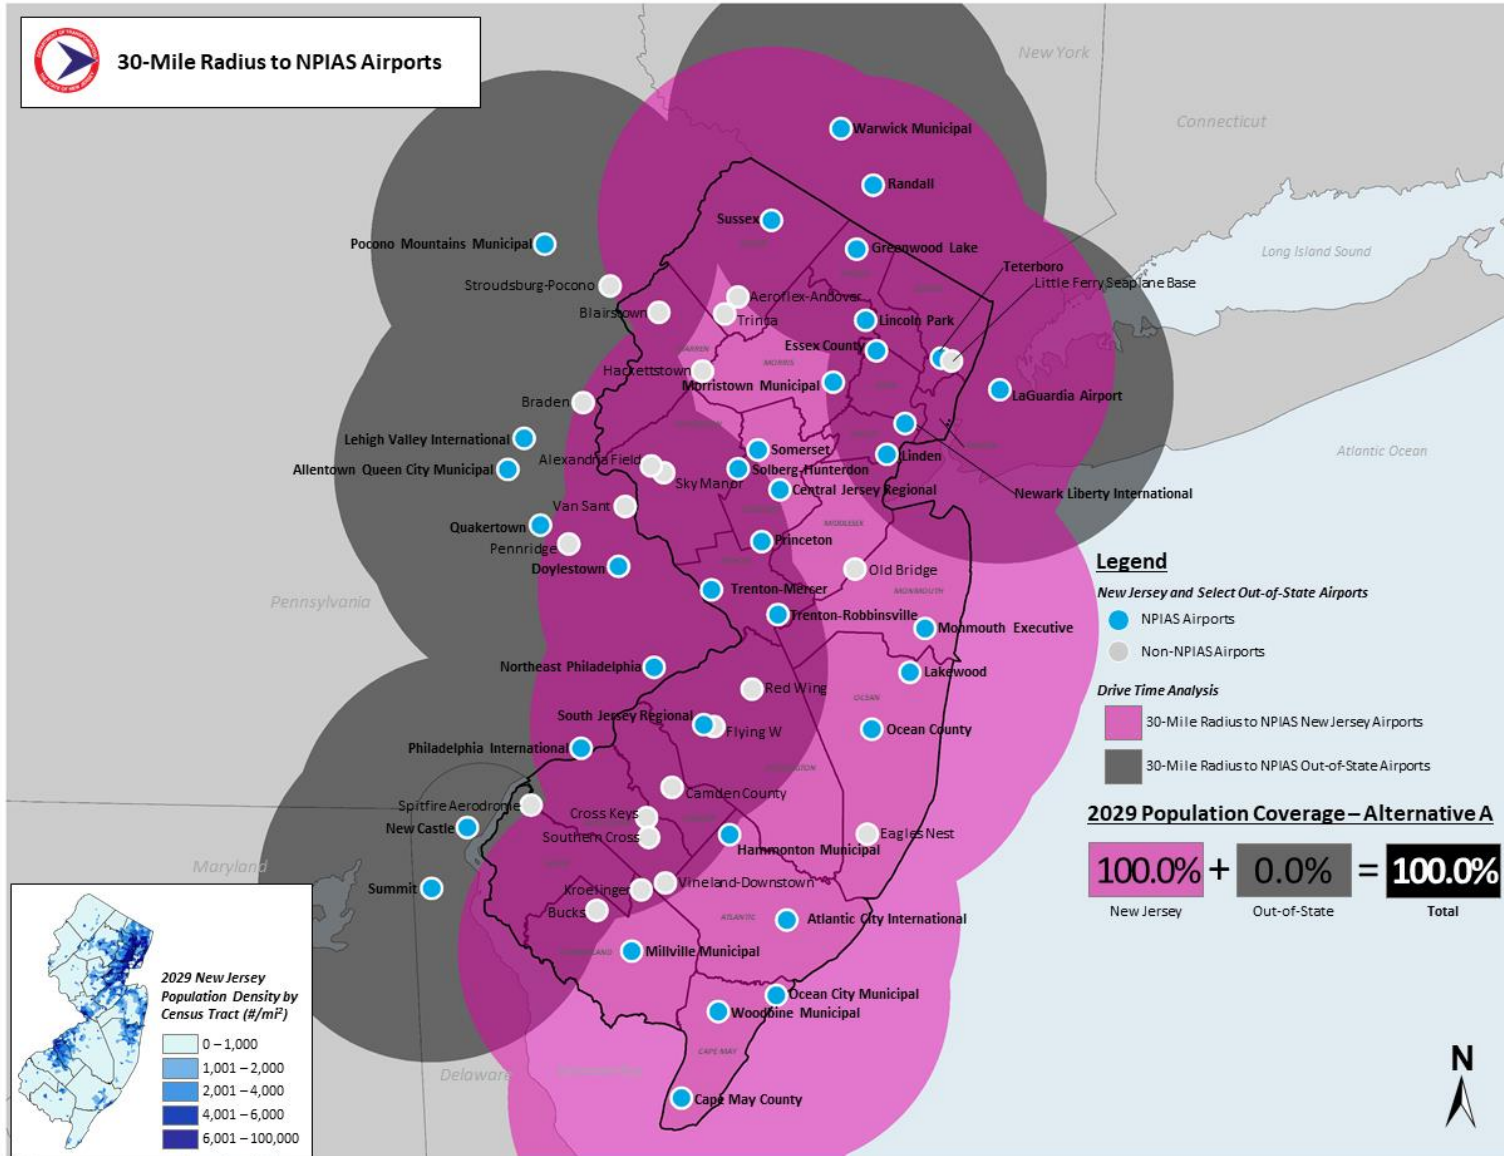 30-Mile Radius to NPIAS Airports
New York
Connecticut
Warwick Municipal
Randall
Sussex
Pocono Mountains Municipal
Greenwood Lake
Long Island Sound
Teterboro
Stroudsburg-Pocono
Little Ferry Seaplane Base
Aeroflex-Andover
Blairstown
Trinca
Lincoln Park
Essex County
WARREN
MORRIS
Hackettstown
Morristown Municipal
LaGuardia Airport
Braden
Lehigh Valley International
Somerset
Linden
Atlantic Ocean
Alexandria Field
Allentown Queen City Municipal
Solberg-Hunterdon
Sky Manor
Central Jersey Regional
Newark Liberty International
Van Sant
Quakertown
MIDDLESEX
Princeton
Pennridge
Doylestown
Old Bridge
Trenton-Mercer
MONMOUTH
Pennsylvania
Trenton-Robbinsville
Monmouth Executive
Northeast Philadelphia
Lakewood
Red Wing
OCEAN
South Jersey Regional
Flying W
Ocean County
Philadelphia International
Camden County
Spitfire Aerodrome
Cross Keys
New Castle
Southern Cross
Eagles Nest
Hammonton Municipal
Maryland
Summit
Kroelinger
Vineland-Downstown
Bucks
ATLANTIC
Atlantic City International
Millville Municipal
Ocean City Municipal
Woodbine Municipal
CAPE MAY
Delaware
Cape May County
Legend
New Jersey and Select Out-of-State Airports
NPIAS Airports
Non-NPIAS Airports
Drive Time Analysis
30-Mile Radius to NPIAS New Jersey Airports
30-Mile Radius to NPIAS Out-of-State Airports
2029 Population Coverage – Alternative A
100.0% + 0.0% = 100.0%
New Jersey Out-of-State Total
2029 New Jersey
Population Density by
Census Tract (#/mi²)
0 – 1,000
1,001 – 2,000
2,001 – 4,000
4,001 – 6,000
6,001 – 100,000
N